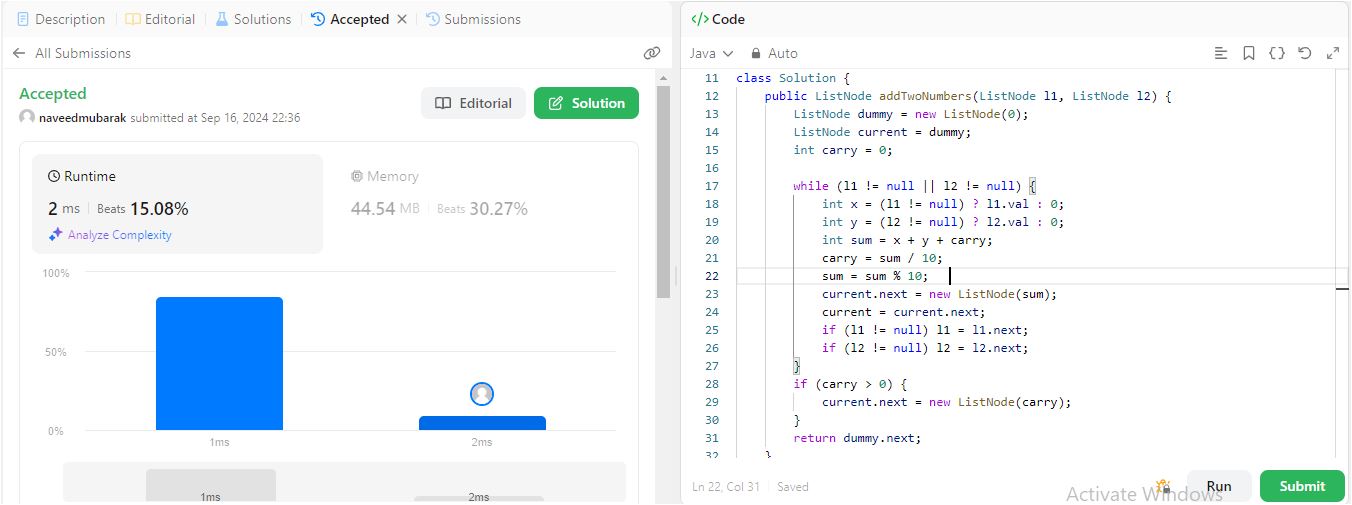 Description Editorial Solutions Accepted Submissions
All Submissions
Accepted
naveedmubarak submitted at Sep 16, 2024 22:36
Editorial
Solution
Runtime
2 ms Beats 15.08%
Analyze Complexity
Memory
44.54 MB Beats 30.27%
100%
50%
0%
1ms 2ms
1ms 2ms
</> Code
Java Auto
11 class Solution {
12 public ListNode addTwoNumbers(ListNode l1, ListNode l2) {
13 ListNode dummy = new ListNode(0);
14 ListNode current = dummy;
15 int carry = 0;
16
17 while (l1 != null || l2 != null) {
18 int x = (l1 != null) ? l1.val : 0;
19 int y = (l2 != null) ? l2.val : 0;
20 int sum = x + y + carry;
21 carry = sum / 10;
22 sum = sum % 10;
23 current.next = new ListNode(sum);
24 current = current.next;
25 if (l1 != null) l1 = l1.next;
26 if (l2 != null) l2 = l2.next;
27 }
28 if (carry > 0) {
29 current.next = new ListNode(carry);
30 }
31 return dummy.next;
32 }
Ln 22, Col 31 Saved
Run
Submit
Activate Windows